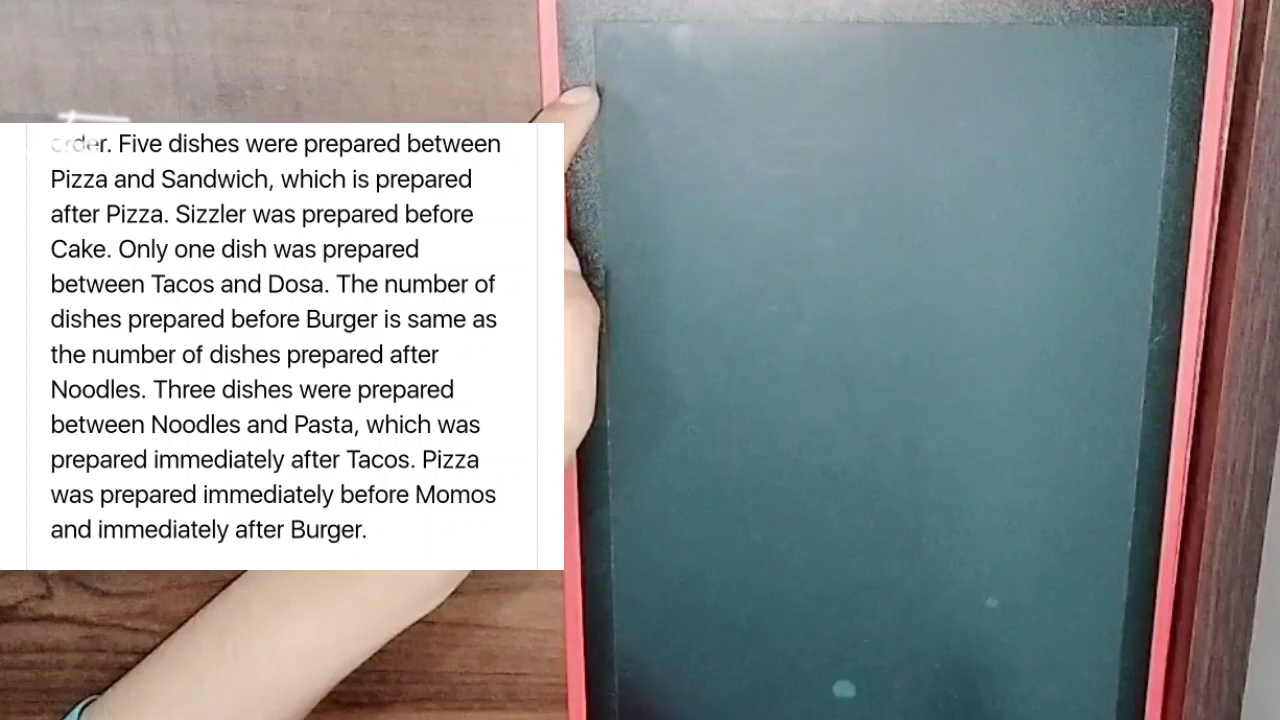 order. Five dishes were prepared between
Pizza and Sandwich, which is prepared
after Pizza. Sizzler was prepared before
Cake. Only one dish was prepared
between Tacos and Dosa. The number of
dishes prepared before Burger is same as
the number of dishes prepared after
Noodles. Three dishes were prepared
between Noodles and Pasta, which was
prepared immediately after Tacos. Pizza
was prepared immediately before Momos
and immediately after Burger.